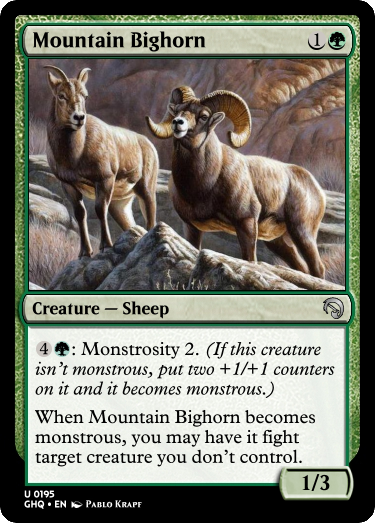 Mountain Bighorn 1
Creature — Sheep
4 : Monstrosity 2. (If this creature
isn't monstrous, put two +1/+1 counters
on it and it becomes monstrous.)
When Mountain Bighorn becomes
monstrous, you may have it fight
target creature you don't control.
1/3
U 0195
GHQ • EN Pablo Krapf